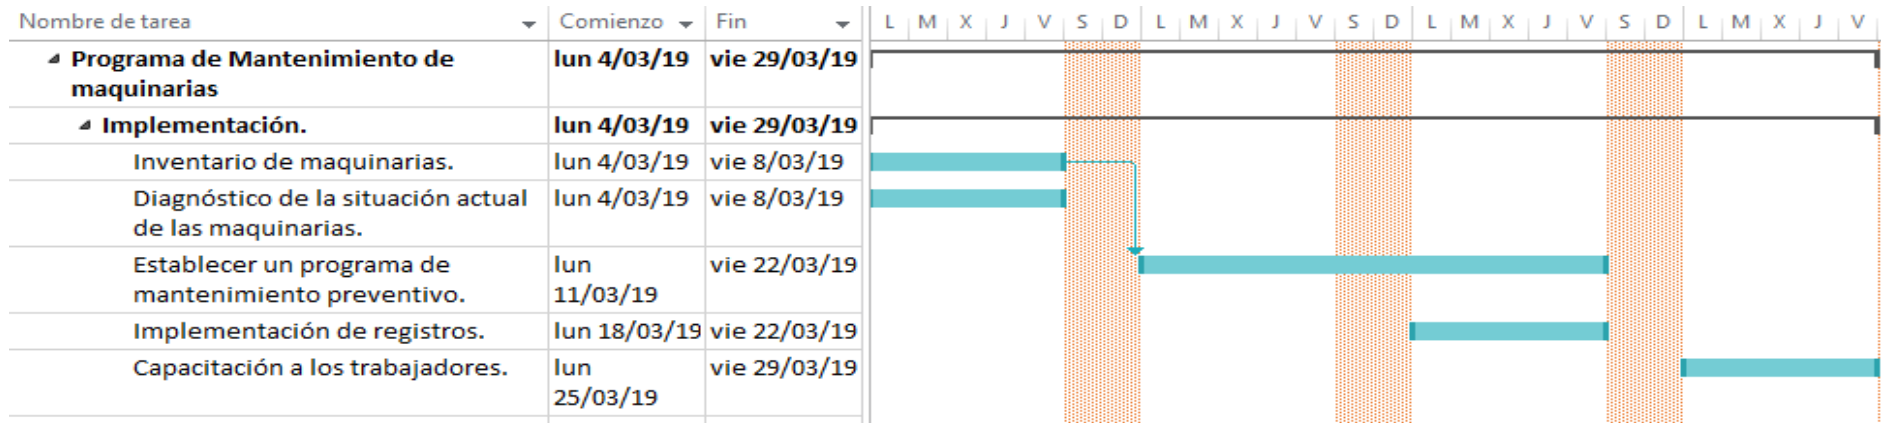 Nombre de tarea Comienzo Fin L M X J V S D L M X J V S D L M X J V S D L M X J V
Programa de Mantenimiento de lun 4/03/19 vie 29/03/19
maquinarias
Implementación. lun 4/03/19 vie 29/03/19
Inventario de maquinarias. lun 4/03/19 vie 8/03/19
Diagnóstico de la situación actual lun 4/03/19 vie 8/03/19
de las maquinarias.
Establecer un programa de lun vie 22/03/19
mantenimiento preventivo. 11/03/19
Implementación de registros. lun 18/03/19 vie 22/03/19
Capacitación a los trabajadores. lun vie 29/03/19
25/03/19